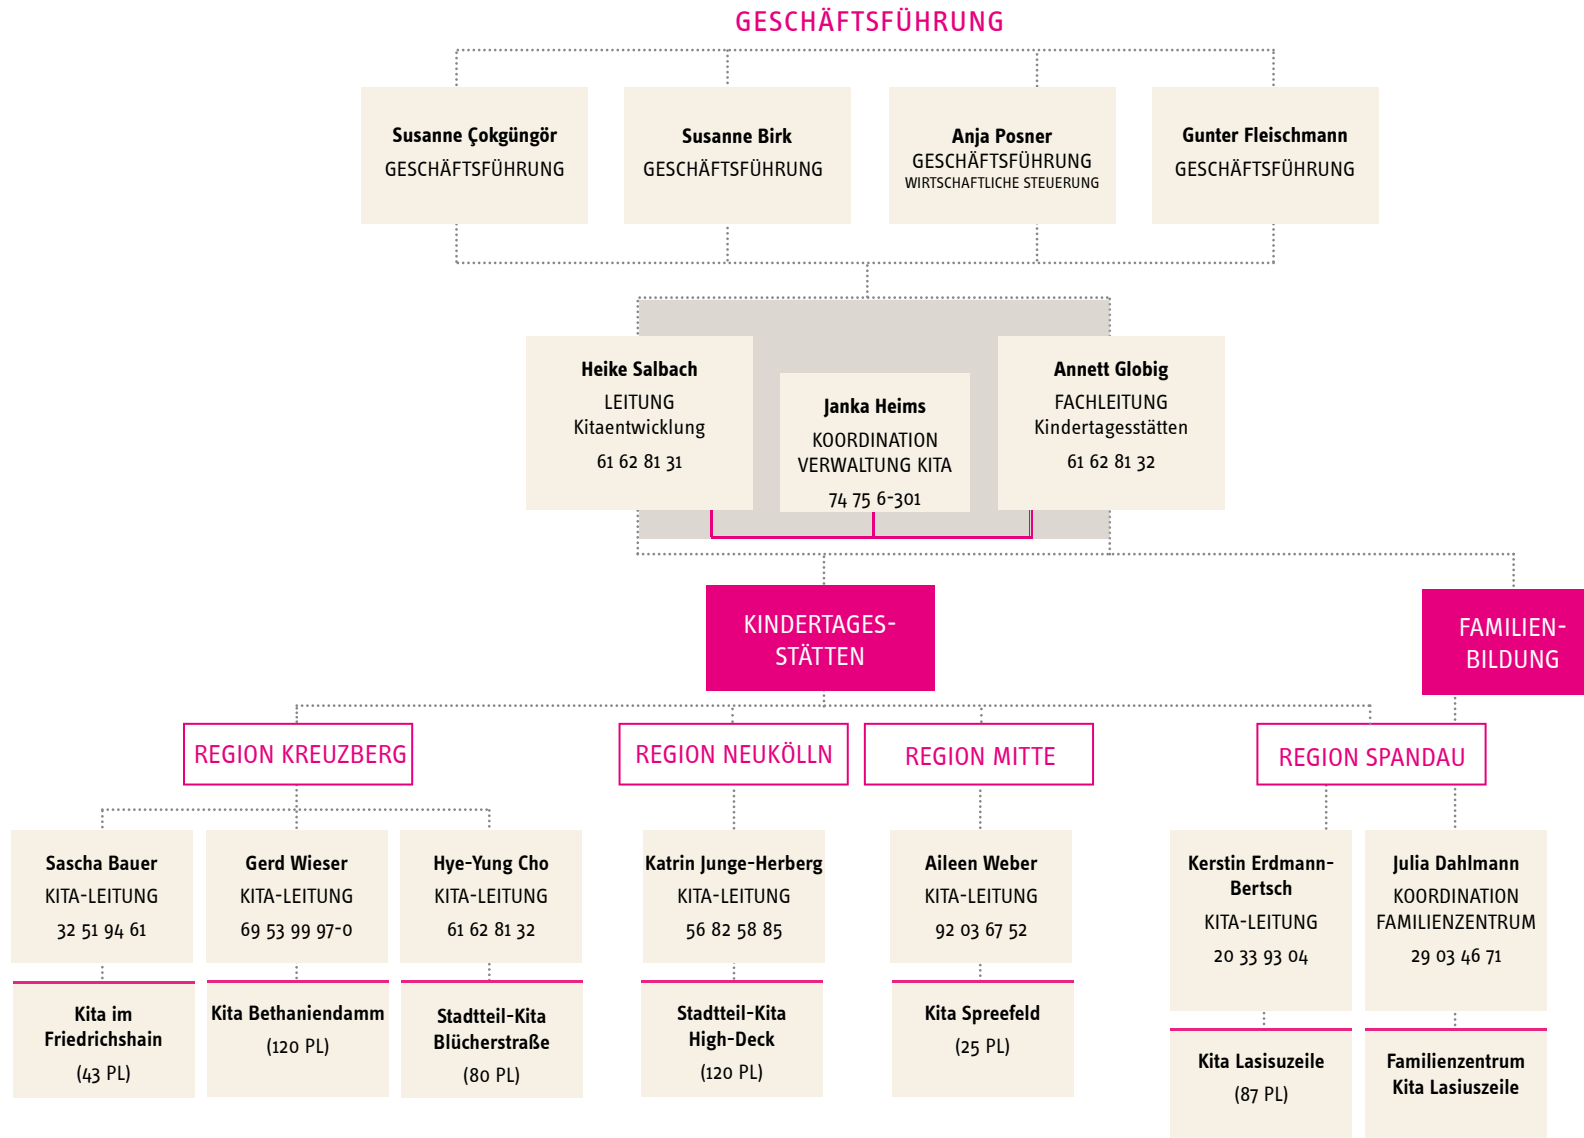 GESCHÄFTSFÜHRUNG
Susanne Çokgüngör
GESCHÄFTSFÜHRUNG
Susanne Birk
GESCHÄFTSFÜHRUNG
Anja Posner
GESCHÄFTSFÜHRUNG
WIRTSCHAFTLICHE STEUERUNG
Gunter Fleischmann
GESCHÄFTSFÜHRUNG
Heike Salbach
LEITUNG
Kitaentwicklung
61 62 81 31
Janka Heims
KOORDINATION
VERWALTUNG KITA
74 75 6-301
Annett Globig
FACHLEITUNG
Kindertagesstätten
61 62 81 32
KINDERTAGES-
STÄTTEN
FAMILIEN-
BILDUNG
REGION KREUZBERG
REGION NEUKÖLLN
REGION MITTE
REGION SPANDAU
Sascha Bauer
KITA-LEITUNG
32 51 94 61
Gerd Wieser
KITA-LEITUNG
69 53 99 97-0
Hye-Yung Cho
KITA-LEITUNG
61 62 81 32
Katrin Junge-Herberg
KITA-LEITUNG
56 82 58 85
Aileen Weber
KITA-LEITUNG
92 03 67 52
Kerstin Erdmann-
Bertsch
KITA-LEITUNG
20 33 93 04
Julia Dahlmann
KOORDINATION
FAMILIENZENTRUM
29 03 46 71
Kita im
Friedrichshain
(43 PL)
Kita Bethaniendamm
(120 PL)
Stadtteil-Kita
Blücherstraße
(80 PL)
Stadtteil-Kita
High-Deck
(120 PL)
Kita Spreefeld
(25 PL)
Kita Lasisuzeile
(87 PL)
Familienzentrum
Kita Lasiuszeile